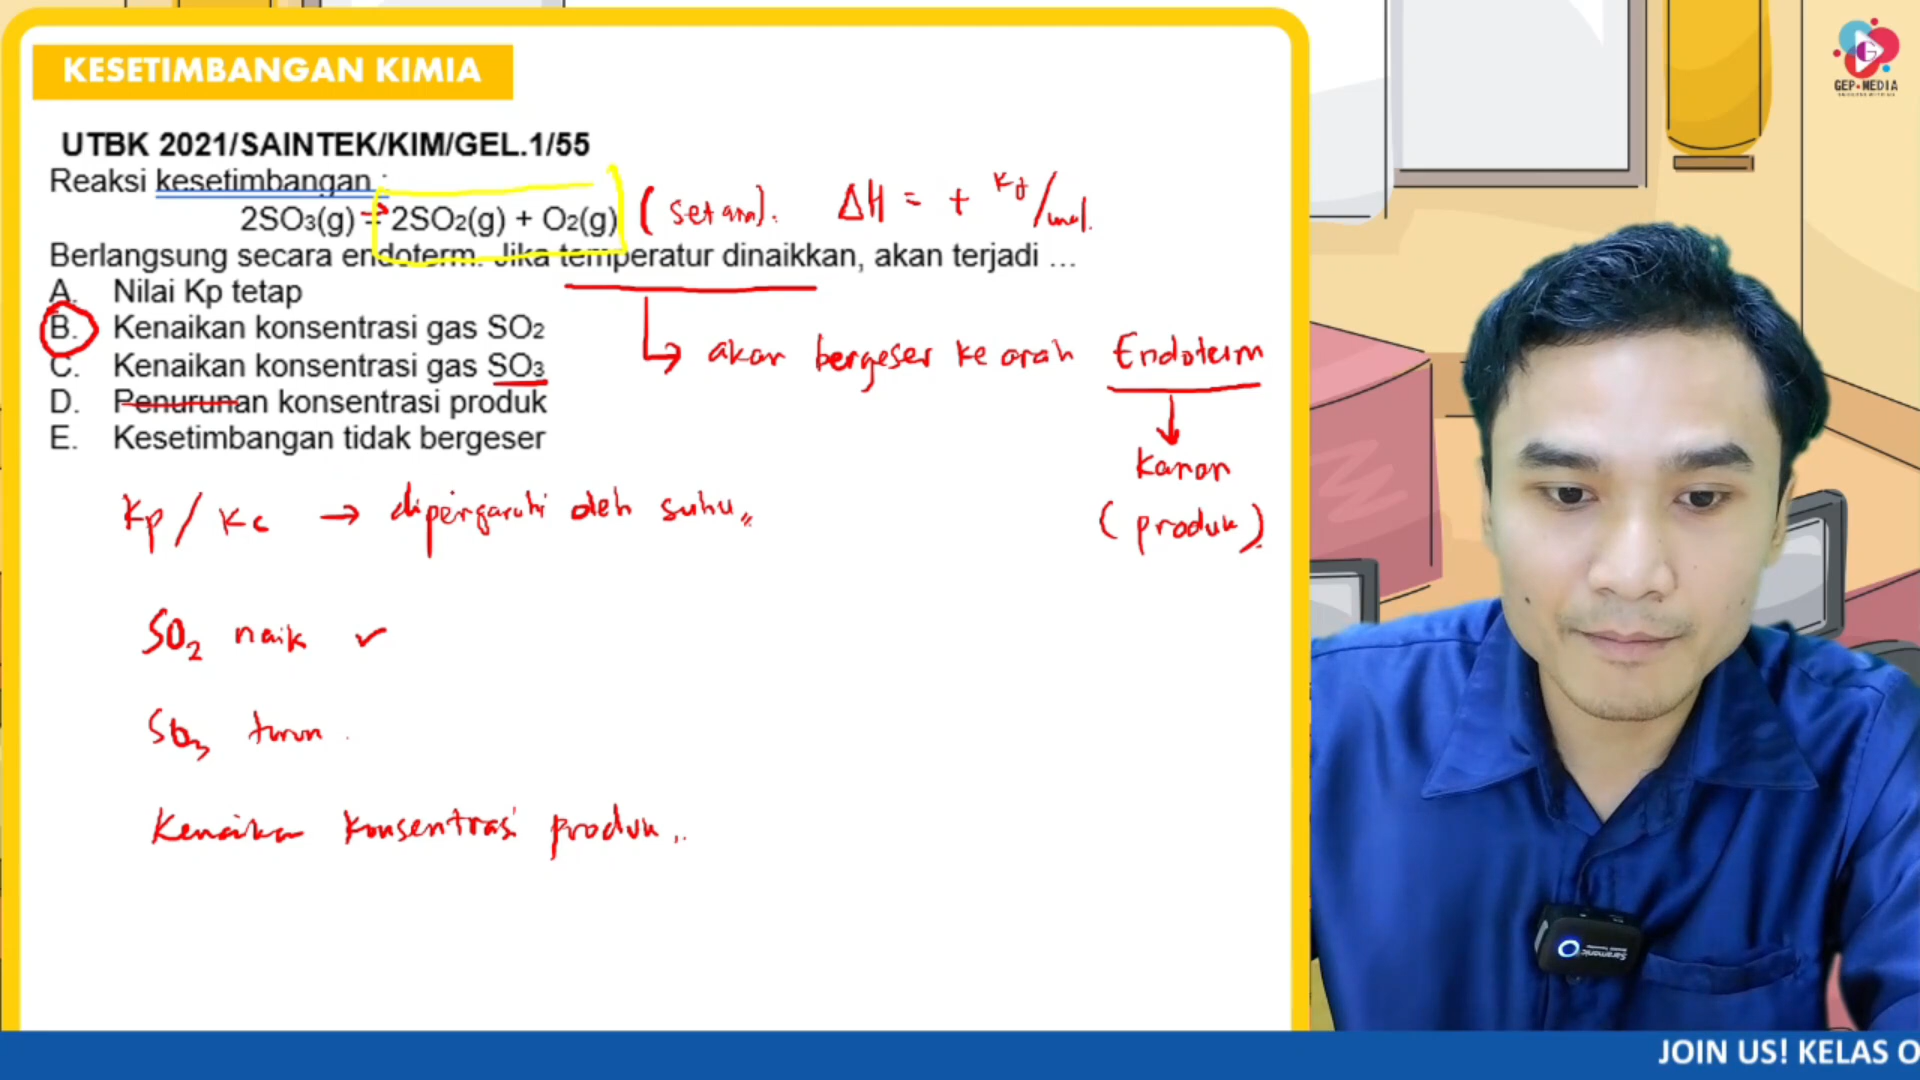 KESETIMBANGAN KIMIA
GEP•MEDIA
UTBK 2021/SAINTEK/KIM/GEL.1/55
Reaksi kesetimbangan :
2SO3(g) ⇌ 2SO2(g) + O2(g) (setara). ΔH = + kJ/mol.
Berlangsung secara endoterm. Jika temperatur dinaikkan, akan terjadi ...
A. Nilai Kp tetap
B. Kenaikan konsentrasi gas SO2
C. Kenaikan konsentrasi gas SO3
D. Penurunan konsentrasi produk
E. Kesetimbangan tidak bergeser
akan bergeser ke arah Endoterm
↓
kanan
(produk).
Kp / Kc → dipengaruhi oleh suhu
SO2 naik ✓
SO3 turun
Kenaikan konsentrasi produk
Saramonic
JOIN US! KELAS O